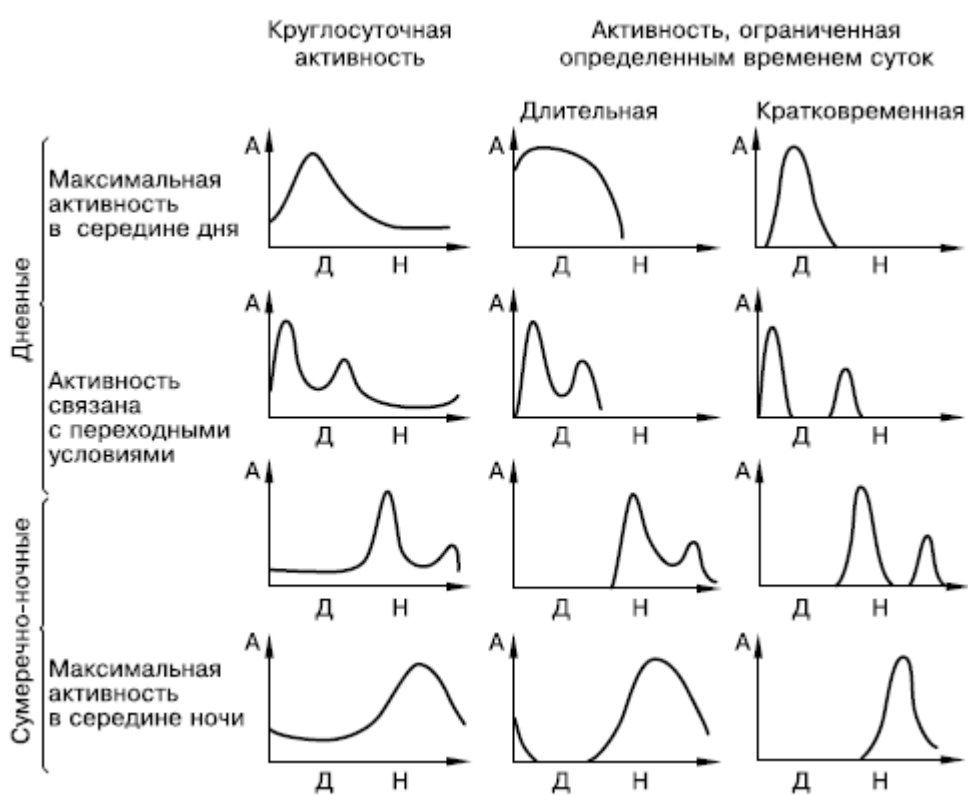 Круглосуточная
активность
Активность, ограниченная
определенным временем суток
Длительная
Кратковременная
Дневные
Максимальная
активность
в середине дня
А
Д Н
А
Д Н
А
Д Н
Активность
связана
с переходными
условиями
А
Д Н
А
Д Н
А
Д Н
Сумеречно-ночные
А
Д Н
А
Д Н
А
Д Н
Максимальная
активность
в середине ночи
А
Д Н
А
Д Н
А
Д Н